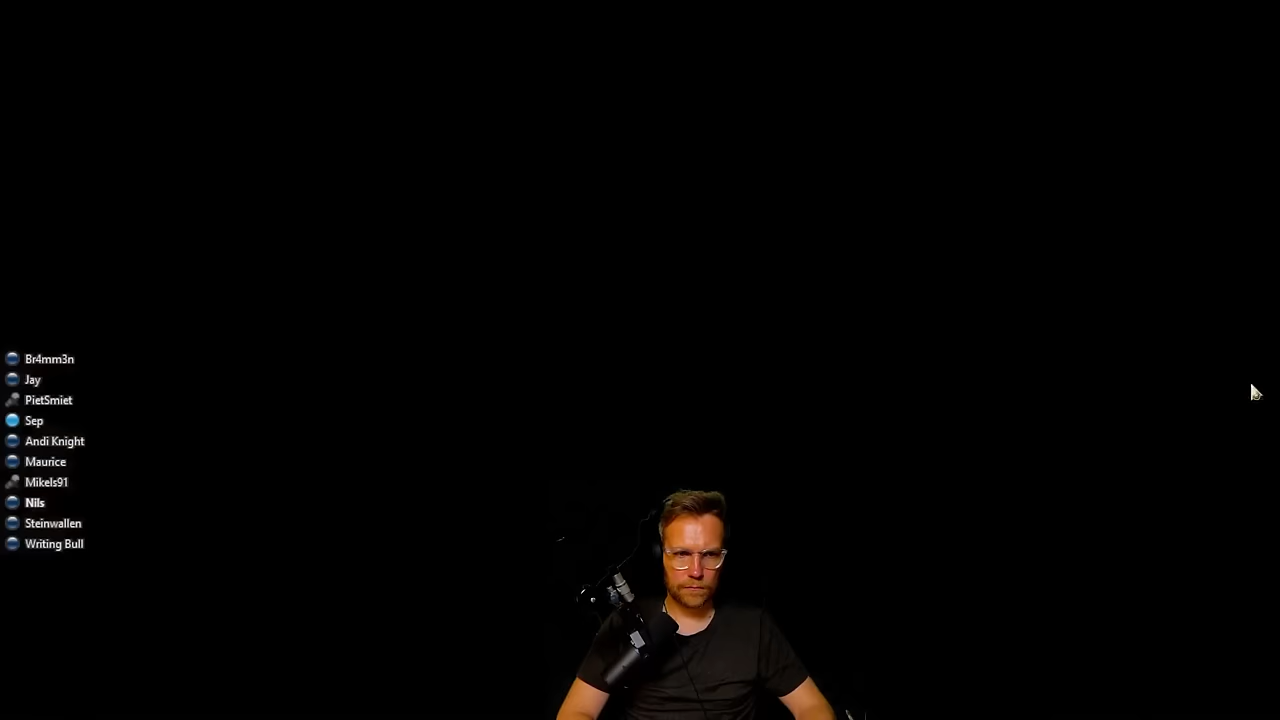 Br4mm3n
Jay
PietSmiet
Sep
Andi Knight
Maurice
Mikels91
Nils
Steinwallen
Writing Bull